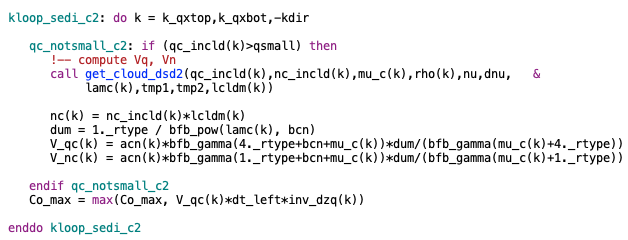 kloop_sedi_c2: do k = k_qxtop,k_qxbot,-kdir
qc_notsmall_c2: if (qc_incld(k)>qsmall) then
!-- compute Vq, Vn
call get_cloud_dsd2(qc_incld(k),nc_incld(k),mu_c(k),rho(k),nu,dnu, &
lamc(k),tmp1,tmp2,lcldm(k))
nc(k) = nc_incld(k)*lcldm(k)
dum = 1._rtype / bfb_pow(lamc(k), bcn)
V_qc(k) = acn(k)*bfb_gamma(4._rtype+bcn+mu_c(k))*dum/(bfb_gamma(mu_c(k)+4._rtype))
V_nc(k) = acn(k)*bfb_gamma(1._rtype+bcn+mu_c(k))*dum/(bfb_gamma(mu_c(k)+1._rtype))
endif qc_notsmall_c2
Co_max = max(Co_max, V_qc(k)*dt_left*inv_dzq(k))
enddo kloop_sedi_c2